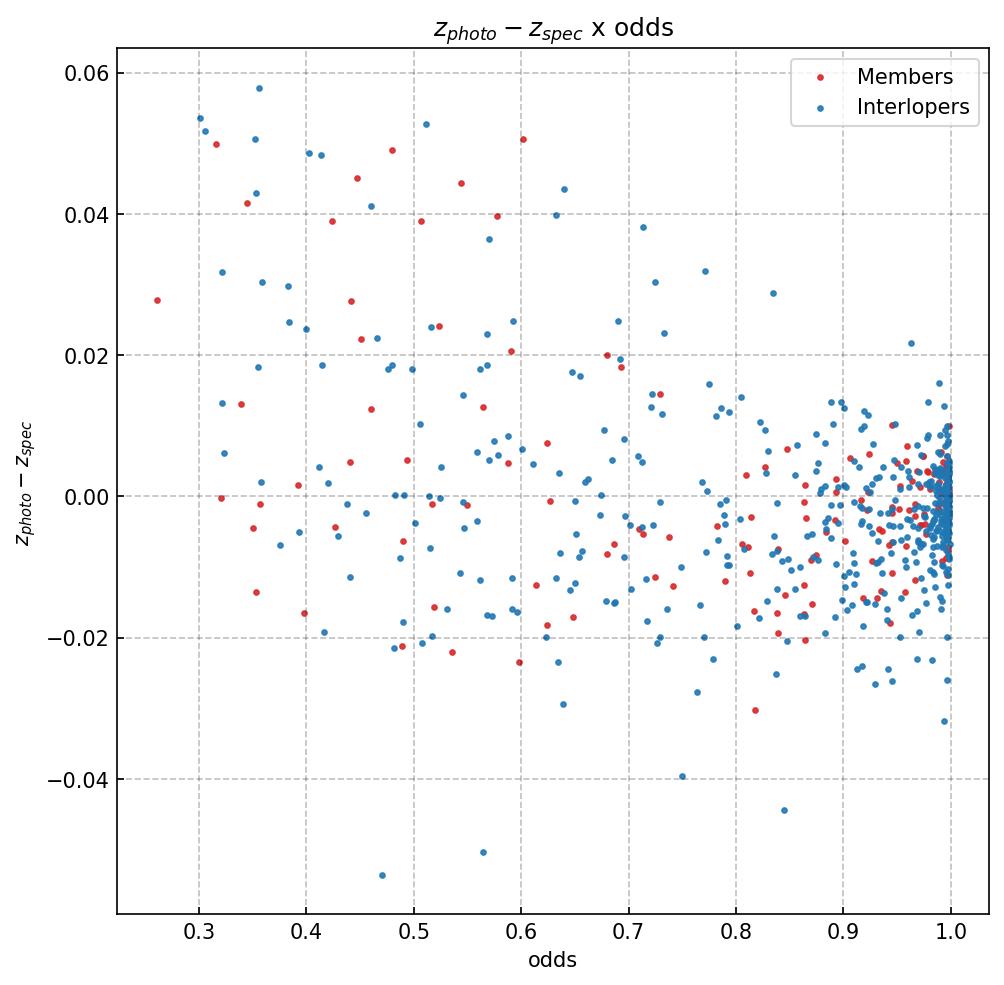 z_photo − z_spec x odds
Members
Interlopers
0.06
0.04
0.02
0.00
−0.02
−0.04
z_photo − z_spec
0.3 0.4 0.5 0.6 0.7 0.8 0.9 1.0
odds